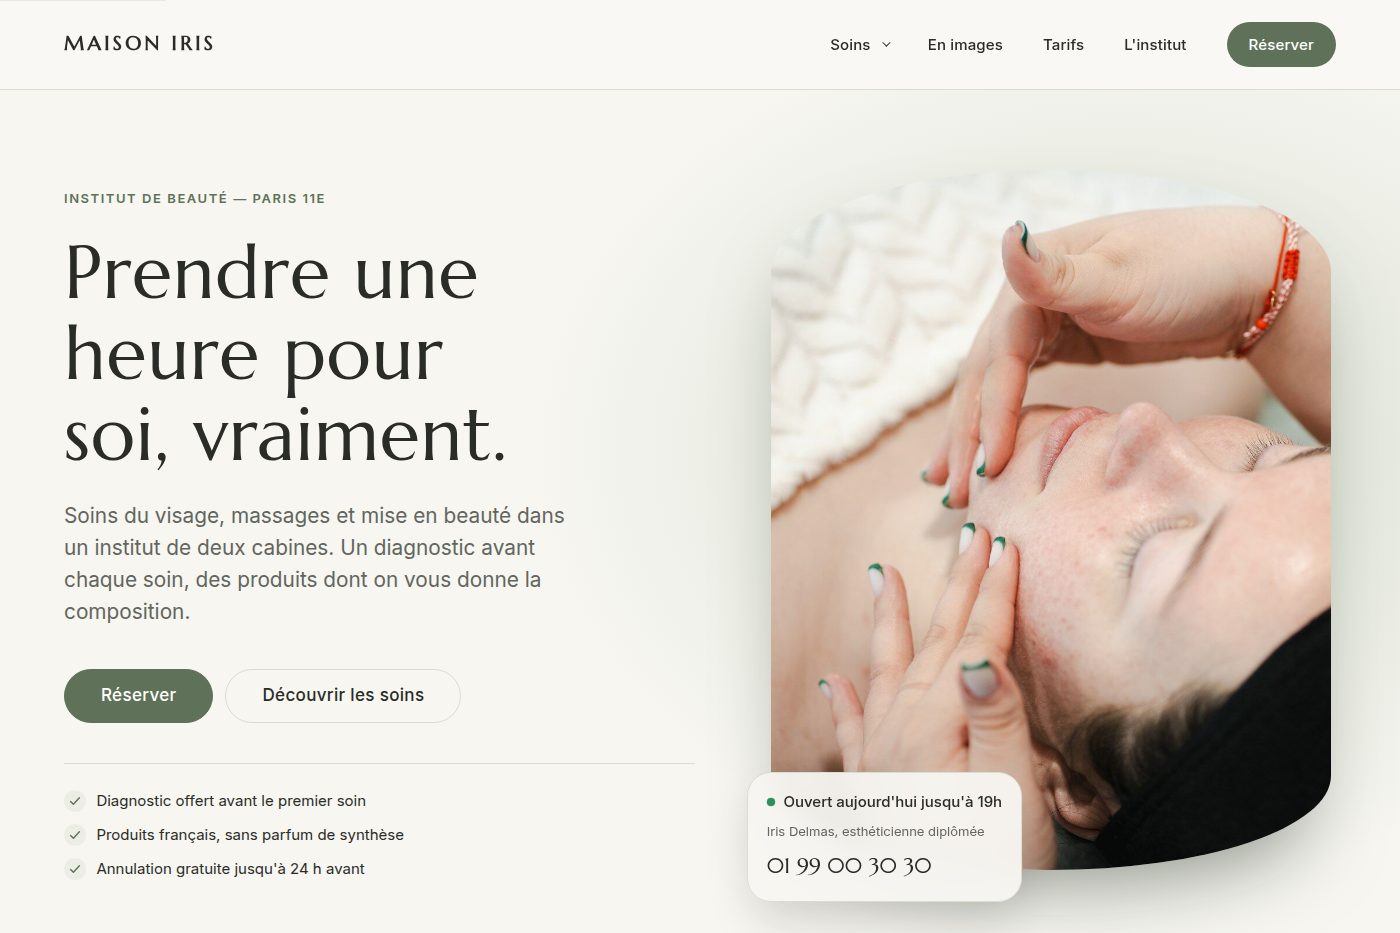 MAISON IRIS
Soins
En images
Tarifs
L'institut
Réserver
INSTITUT DE BEAUTÉ — PARIS 11E
Prendre une
heure pour
soi, vraiment.
Soins du visage, massages et mise en beauté dans
un institut de deux cabines. Un diagnostic avant
chaque soin, des produits dont on vous donne la
composition.
Réserver
Découvrir les soins
Diagnostic offert avant le premier soin
Produits français, sans parfum de synthèse
Annulation gratuite jusqu'à 24 h avant
Ouvert aujourd'hui jusqu'à 19h
Iris Delmas, esthéticienne diplômée
01 99 00 30 30